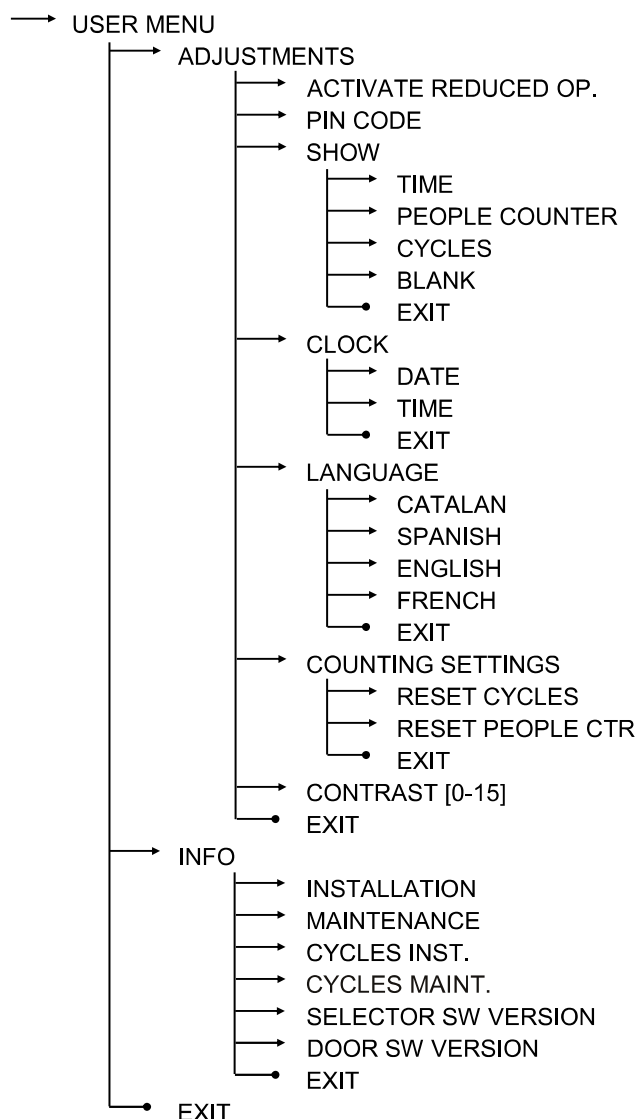 USER MENU
ADJUSTMENTS
ACTIVATE REDUCED OP.
PIN CODE
SHOW
TIME
PEOPLE COUNTER
CYCLES
BLANK
EXIT
CLOCK
DATE
TIME
EXIT
LANGUAGE
CATALAN
SPANISH
ENGLISH
FRENCH
EXIT
COUNTING SETTINGS
RESET CYCLES
RESET PEOPLE CTR
EXIT
CONTRAST [0-15]
EXIT
INFO
INSTALLATION
MAINTENANCE
CYCLES INST.
CYCLES MAINT.
SELECTOR SW VERSION
DOOR SW VERSION
EXIT
EXIT